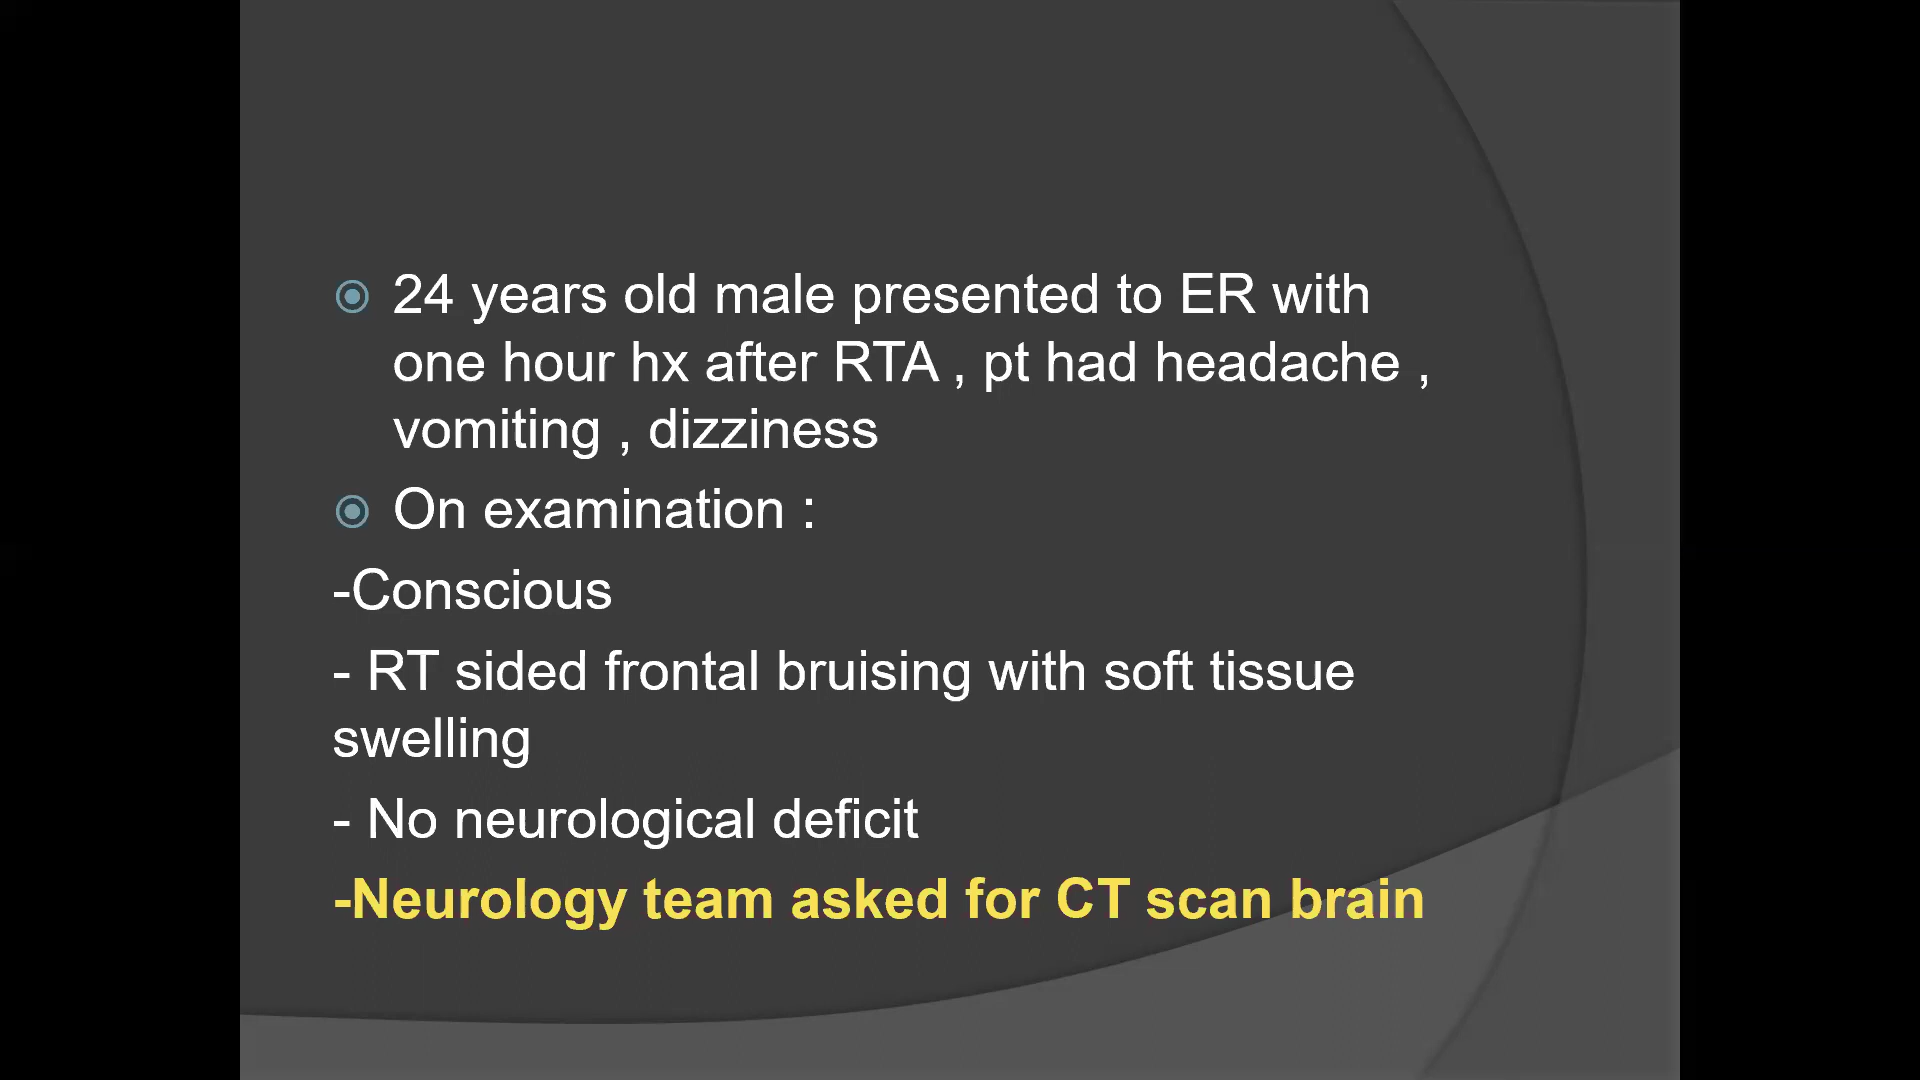 24 years old male presented to ER with
one hour hx after RTA , pt had headache ,
vomiting , dizziness
On examination :
-Conscious
- RT sided frontal bruising with soft tissue
swelling
- No neurological deficit
-Neurology team asked for CT scan brain